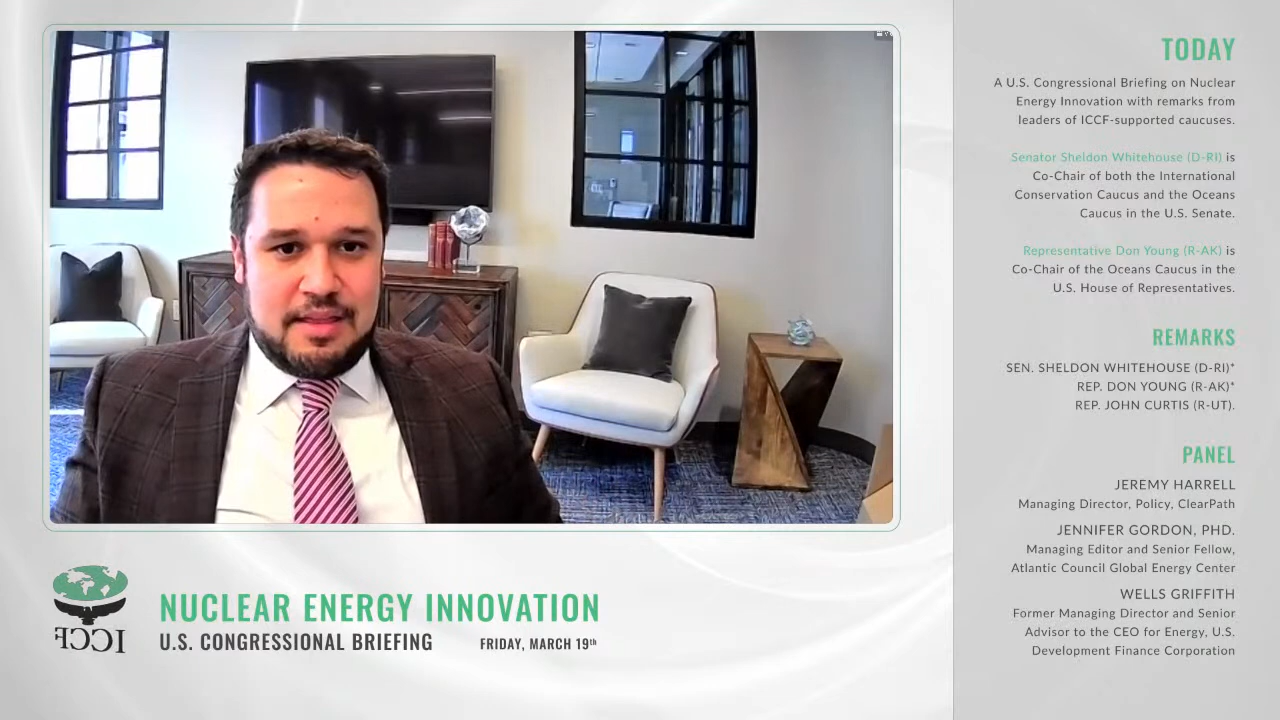 TODAY
A U.S. Congressional Briefing on Nuclear
Energy Innovation with remarks from
leaders of ICCF-supported caucuses.
Senator Sheldon Whitehouse (D-RI) is
Co-Chair of both the International
Conservation Caucus and the Oceans
Caucus in the U.S. Senate.
Representative Don Young (R-AK) is
Co-Chair of the Oceans Caucus in the
U.S. House of Representatives.
REMARKS
SEN. SHELDON WHITEHOUSE (D-RI)*
REP. DON YOUNG (R-AK)*
REP. JOHN CURTIS (R-UT).
PANEL
JEREMY HARRELL
Managing Director, Policy, ClearPath
JENNIFER GORDON, PHD.
Managing Editor and Senior Fellow,
Atlantic Council Global Energy Center
WELLS GRIFFITH
Former Managing Director and Senior
Advisor to the CEO for Energy, U.S.
Development Finance Corporation
ICCF
NUCLEAR ENERGY INNOVATION
U.S. CONGRESSIONAL BRIEFING FRIDAY, MARCH 19th